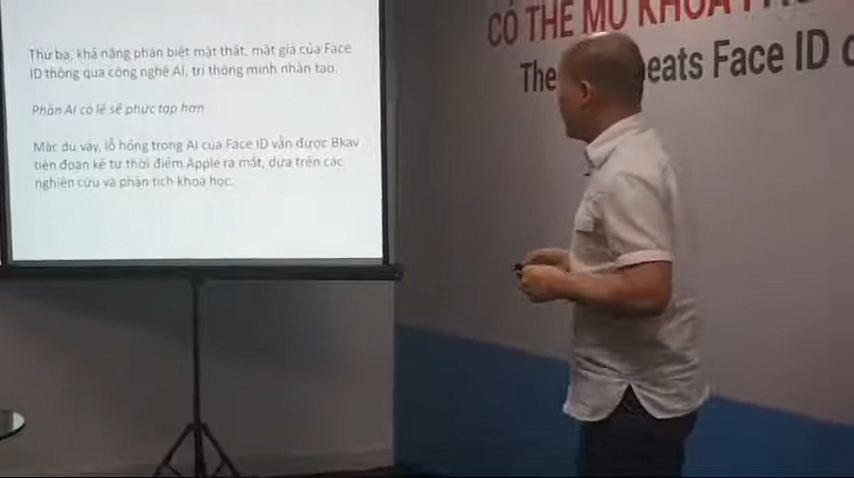 Thứ ba, khả năng phân biệt mặt thật, mặt giả của Face
ID thông qua công nghệ AI, trí thông minh nhân tạo.
Phần AI có lẽ sẽ phức tạp hơn
Mặc dù vậy, lỗ hổng trong AI của Face ID vẫn được Bkav
tiên đoán kể từ thời điểm Apple ra mắt, dựa trên các
nghiên cứu và phân tích khoa học.
CÓ THỂ MỞ KHÓA
The eats Face ID